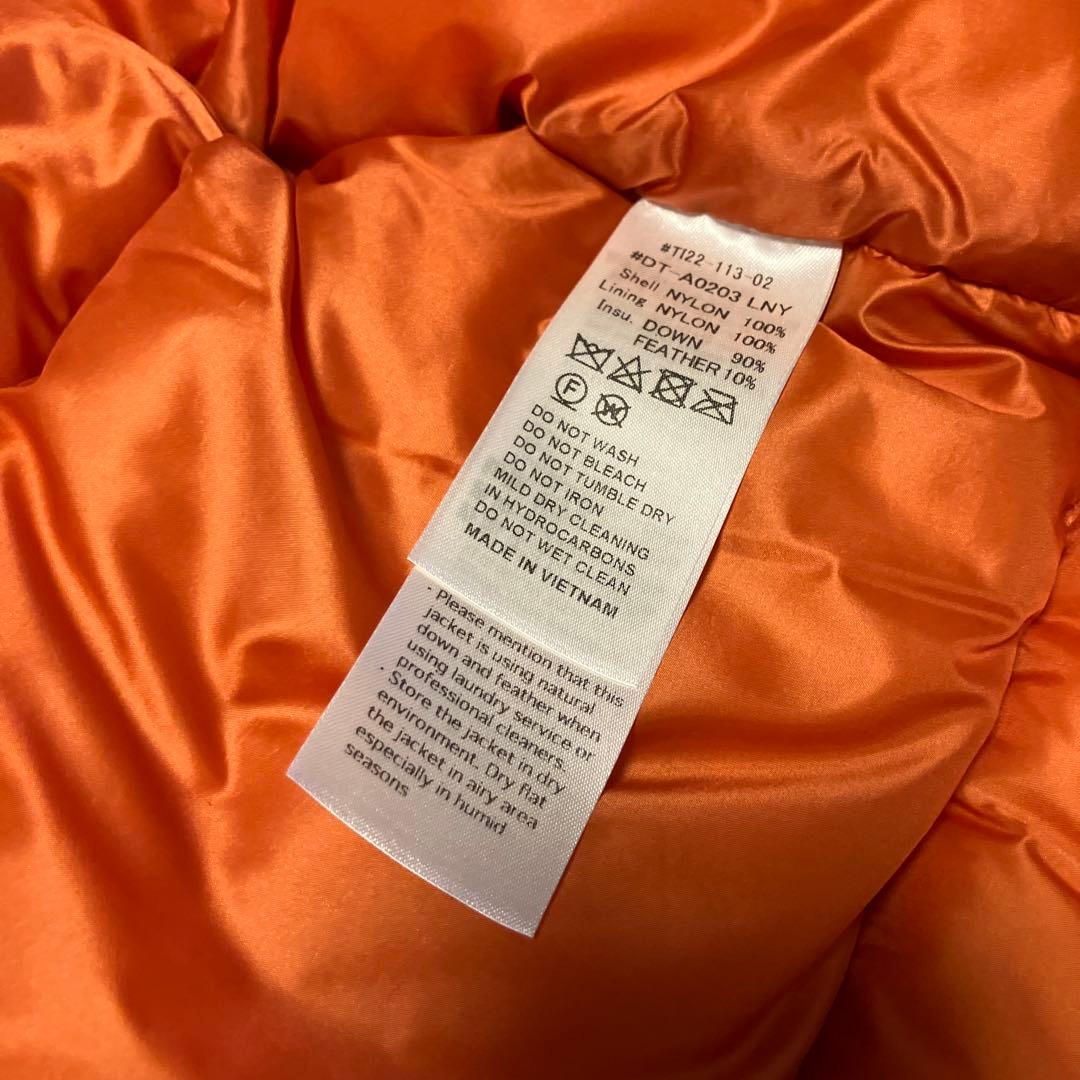 #TI22-113-02
#DT-A0203 LNY
Shell NYLON 100%
Lining NYLON 100%
Insu. DOWN 90%
FEATHER 10%
F W
DO NOT WASH
DO NOT BLEACH
DO NOT TUMBLE DRY
DO NOT IRON
MILD DRY CLEANING
IN HYDROCARBONS
DO NOT WET CLEAN
MADE IN VIETNAM
· Please mention that this
jacket is using natural
down and feather when
using laundry service or
professional cleaners.
· Store the jacket in dry
environment. Dry flat
the jacket in airy area
especially in humid
seasons